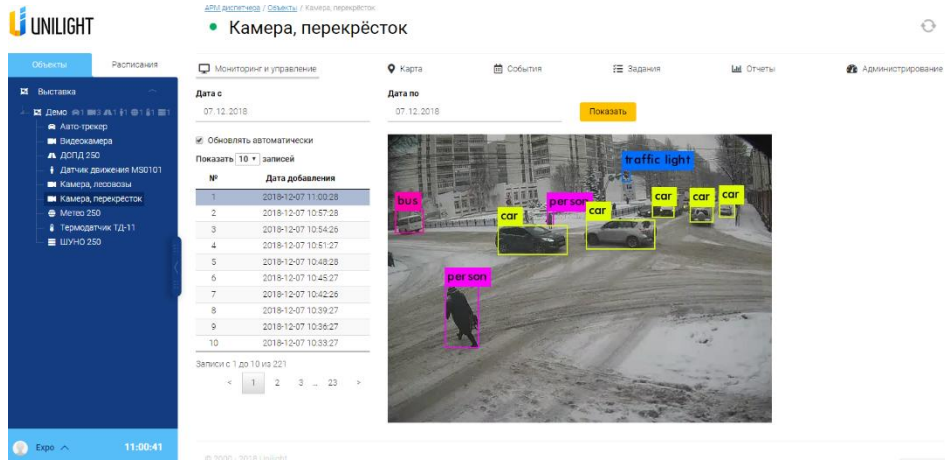 UNILIGHT
АРМ диспетчера / Объекты / Камера, перекрёсток
Камера, перекрёсток
Объекты
Расписания
Мониторинг и управление
Карта
События
Задания
Отчеты
Администрирование
Выставка
Демо
Авто-трекер
Видеокамера
ДСПД 250
Датчик движения MS0101
Камера, лесовозы
Камера, перекрёсток
Метео 250
Термодатчик ТД-11
ШУНО 250
Дата с
Дата по
07.12.2018
07.12.2018
Показать
Обновлять автоматически
Показать 10 записей
№ Дата добавления
1 2018-12-07 11:00:28
2 2018-12-07 10:57:28
3 2018-12-07 10:54:26
4 2018-12-07 10:51:27
5 2018-12-07 10:48:28
6 2018-12-07 10:45:27
7 2018-12-07 10:42:26
8 2018-12-07 10:39:27
9 2018-12-07 10:36:27
10 2018-12-07 10:33:27
Записи с 1 до 10 из 221
< 1 2 3 ... 23 >
traffic light
bus
person
car
car
car
car
car
person
Expo
11:00:41
© 2000 - 2018 Unilight